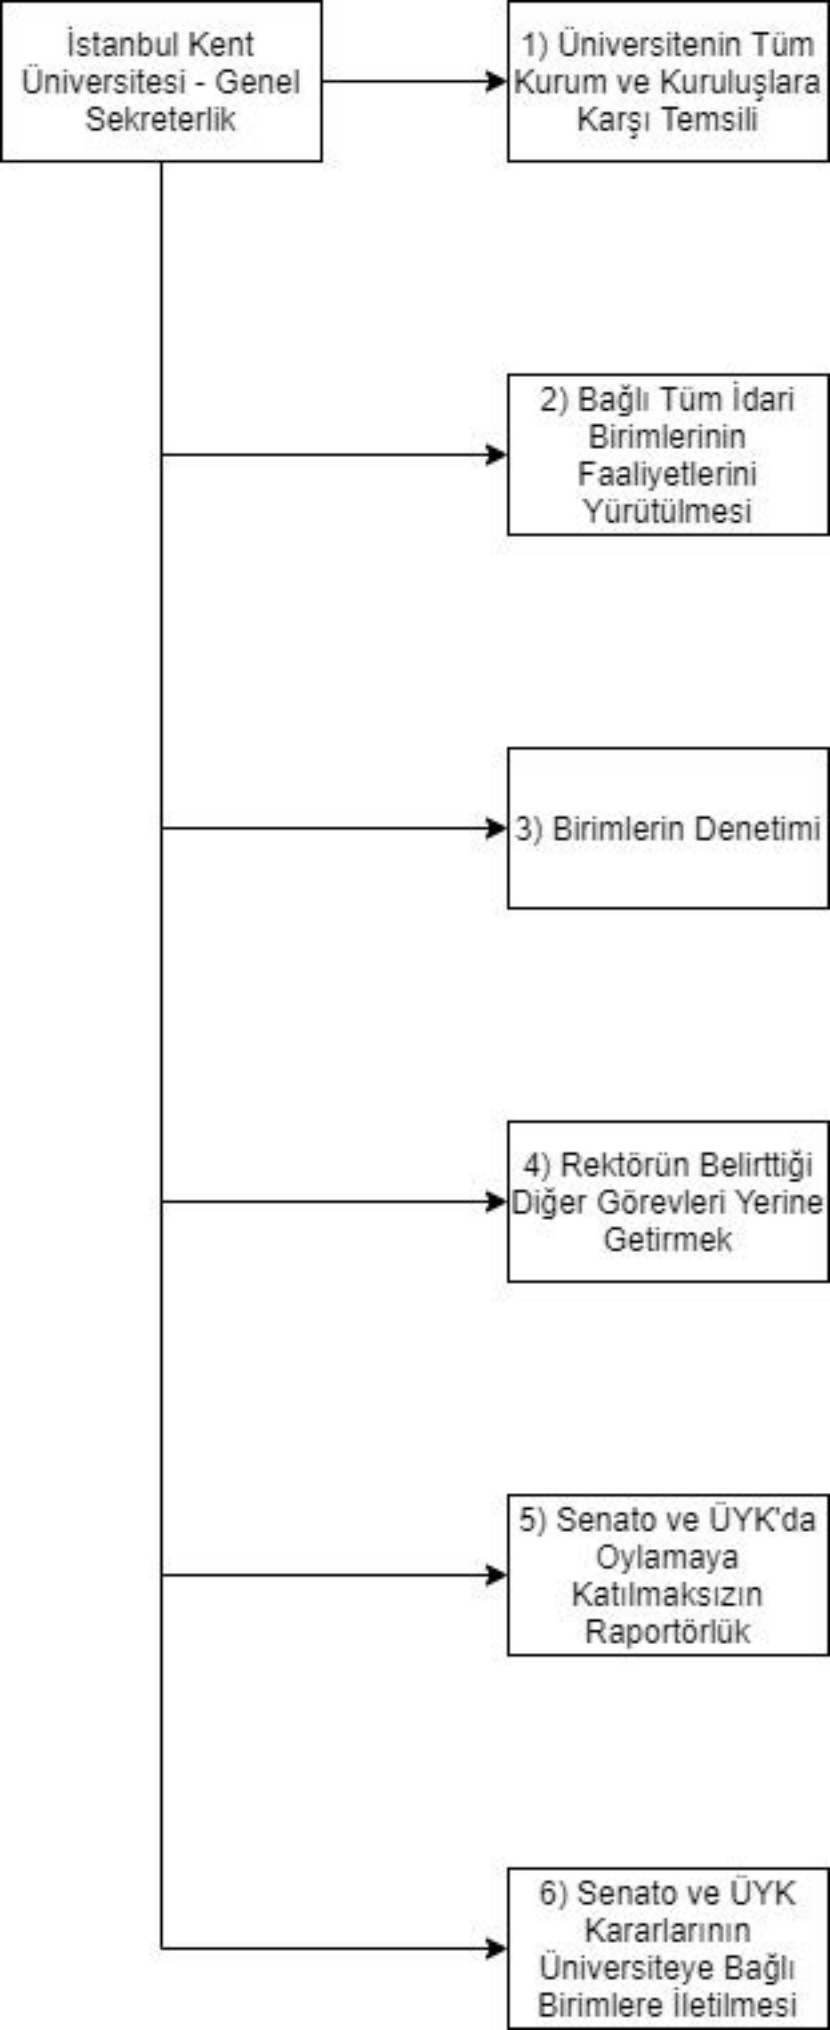 İstanbul Kent
Üniversitesi - Genel
Sekreterlik
1) Üniversitenin Tüm
Kurum ve Kuruluşlara
Karşı Temsili
2) Bağlı Tüm İdari
Birimlerinin
Faaliyetlerini
Yürütülmesi
3) Birimlerin Denetimi
4) Rektörün Belirttiği
Diğer Görevleri Yerine
Getirmek
5) Senato ve ÜYK'da
Oylamaya
Katılmaksızın
Raportörlük
6) Senato ve ÜYK
Kararlarının
Üniversiteye Bağlı
Birimlere İletilmesi